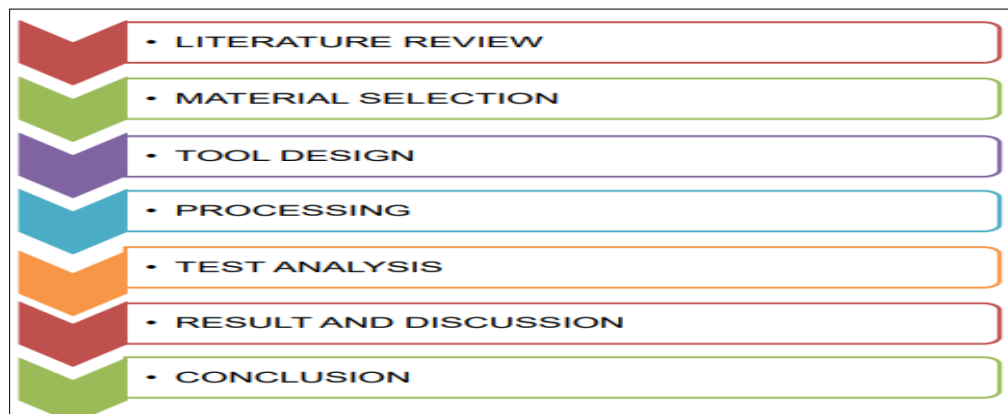 • LITERATURE REVIEW
• MATERIAL SELECTION
• TOOL DESIGN
• PROCESSING
• TEST ANALYSIS
• RESULT AND DISCUSSION
• CONCLUSION